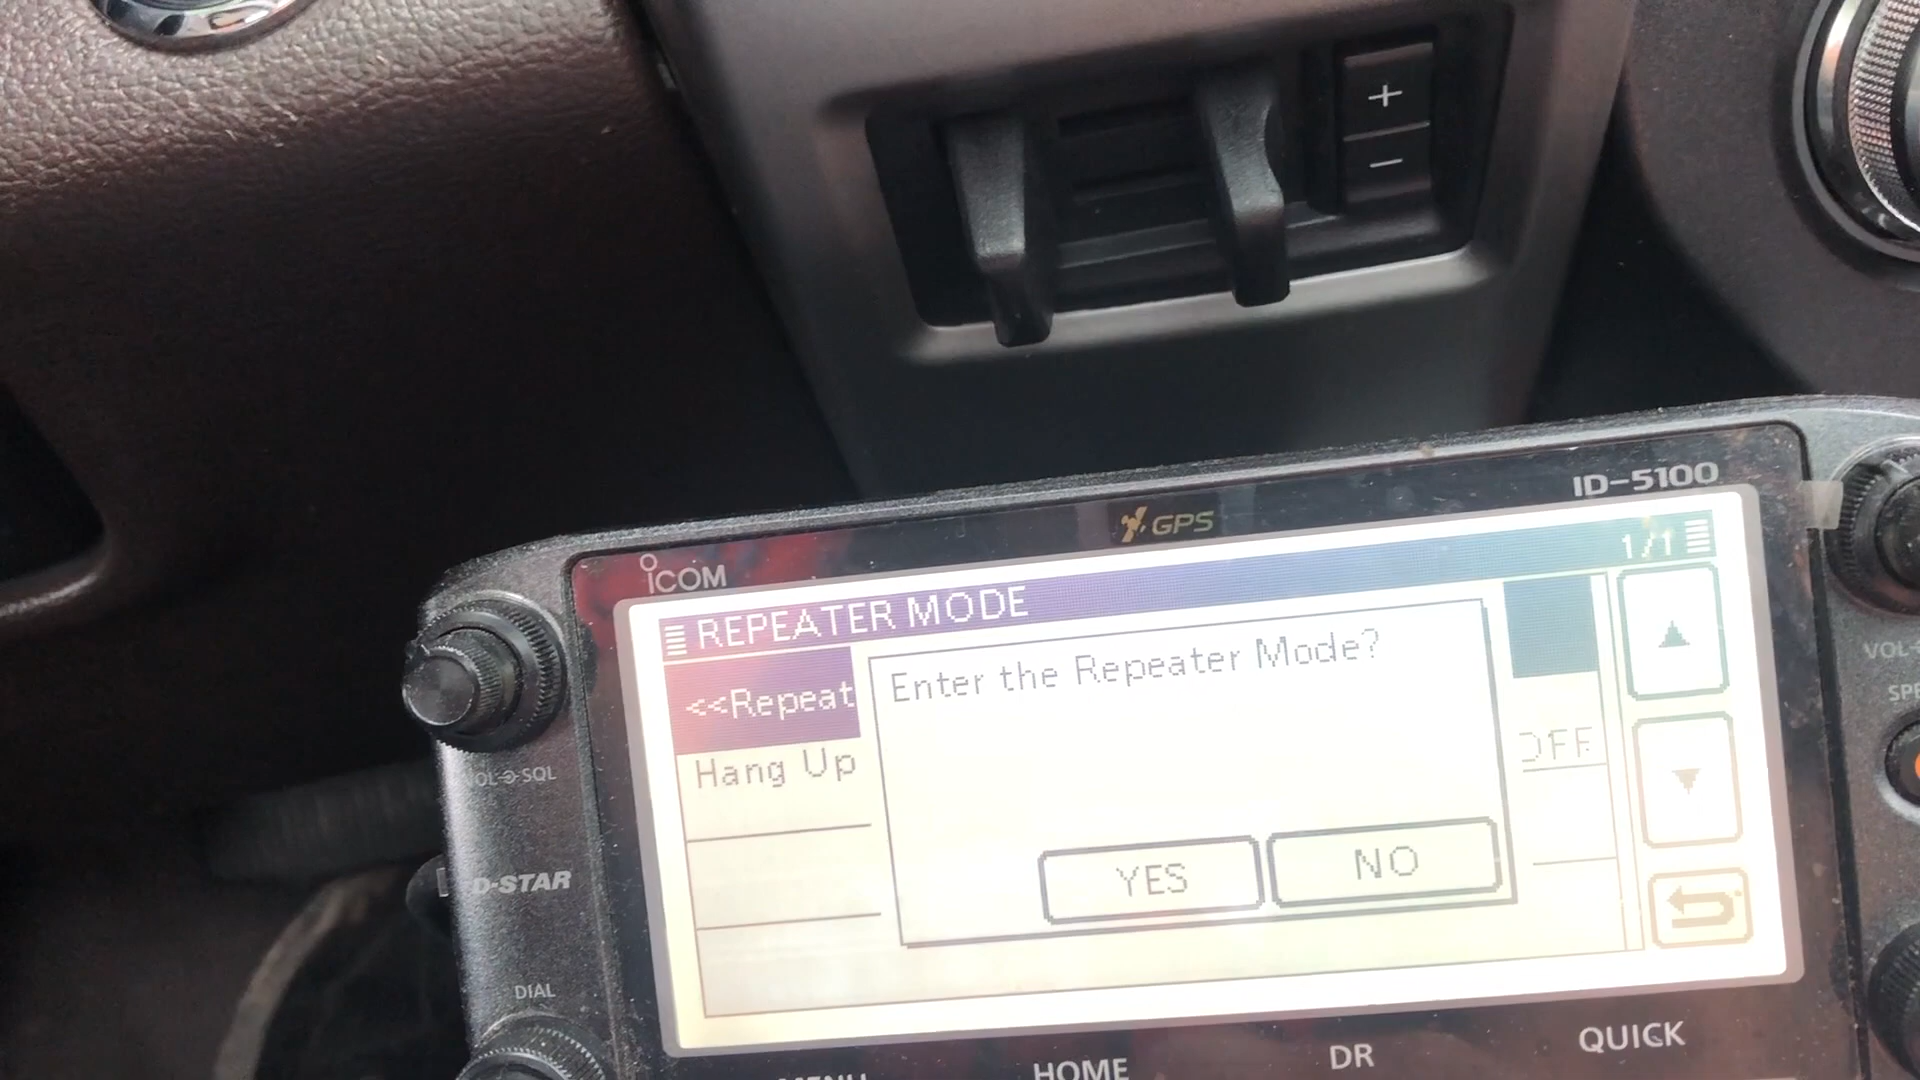 +
−
ID-5100
GPS
ICOM
1/1
REPEATER MODE
Enter the Repeater Mode?
<<Repeat
OFF
Hang Up
YES
NO
VOL
SQL
D-STAR
DIAL
HOME
DR
QUICK